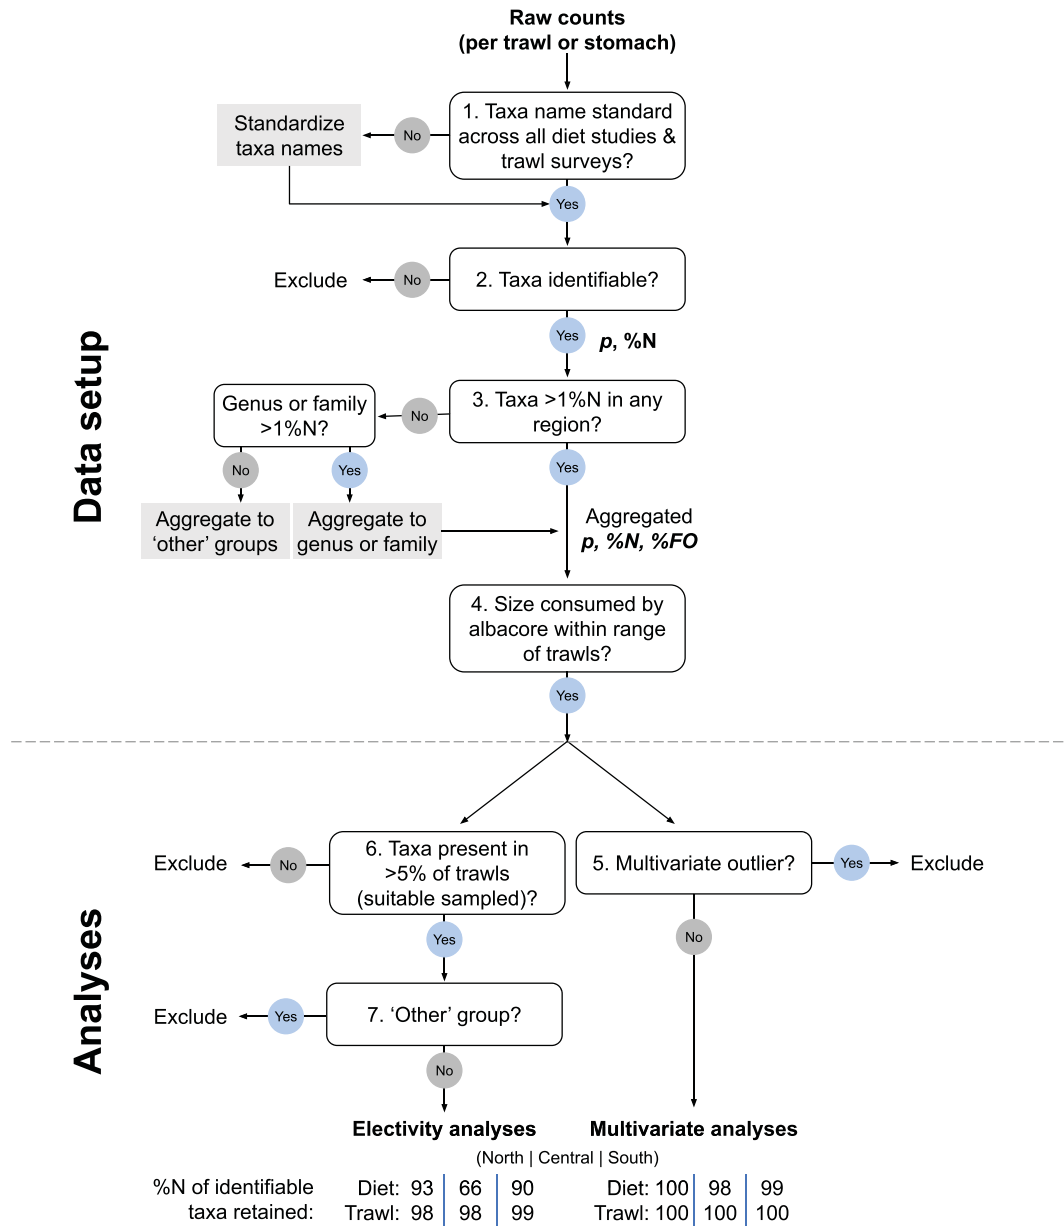 Raw counts
(per trawl or stomach)
1. Taxa name standard
across all diet studies &
trawl surveys?
No
Standardize
taxa names
Yes
2. Taxa identifiable?
No
Exclude
Yes
p, %N
Data setup
3. Taxa >1%N in any
region?
No
Genus or family
>1%N?
No
Yes
Yes
Aggregate to
‘other’ groups
Aggregate to
genus or family
Aggregated
p, %N, %FO
4. Size consumed by
albacore within range
of trawls?
Yes
Analyses
6. Taxa present in
>5% of trawls
(suitable sampled)?
No
Exclude
5. Multivariate outlier?
Yes
Exclude
Yes
No
7. ‘Other’ group?
Yes
Exclude
No
Electivity analyses
Multivariate analyses
(North | Central | South)
%N of identifiable
taxa retained:
Diet: 93 66 90
Trawl: 98 98 99
Diet: 100 98 99
Trawl: 100 100 100